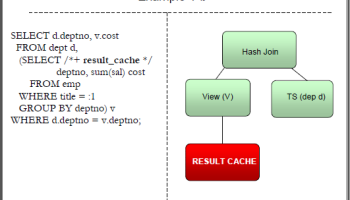 SELECT d.deptno, v.cost
FROM dept d,
(SELECT /*+ result_cache */
deptno, sum(sal) cost
FROM emp
WHERE title = :1
GROUP BY deptno) v
WHERE d.deptno = v.deptno;
Hash Join
View (V)
TS (dep d)
RESULT CACHE